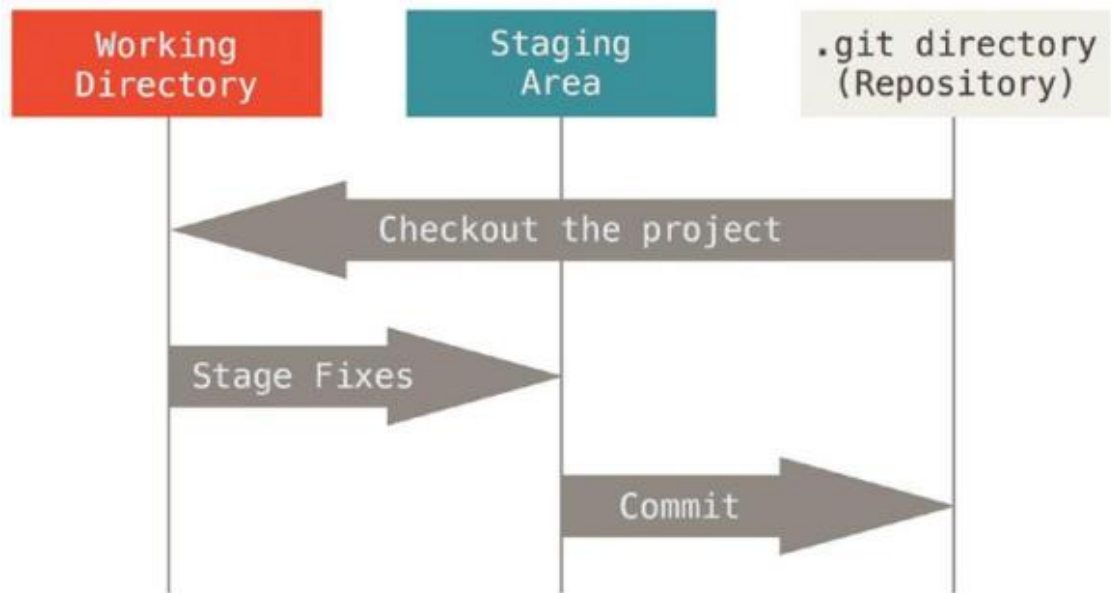 Working
Directory
Staging
Area
.git directory
(Repository)
Checkout the project
Stage Fixes
Commit